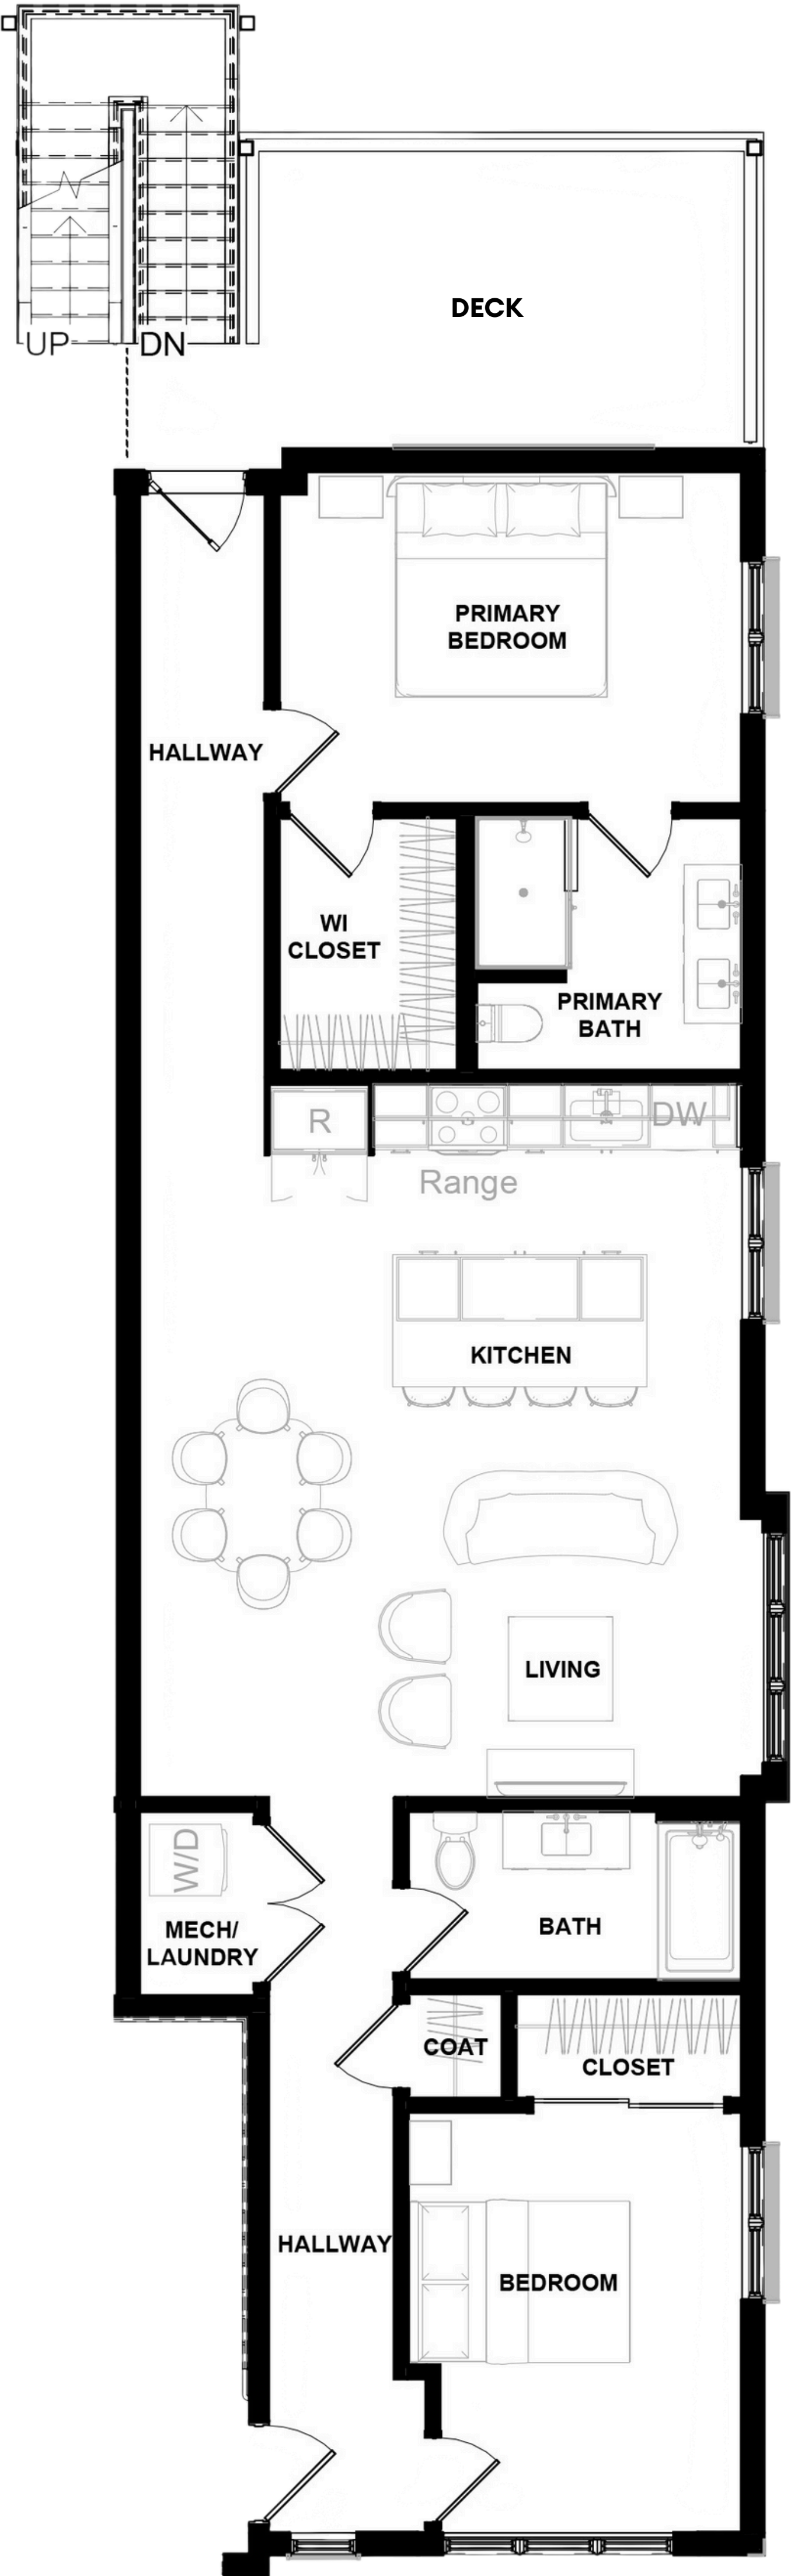 DECK
UP
DN
PRIMARY
BEDROOM
HALLWAY
WI
CLOSET
PRIMARY
BATH
R
DW
Range
KITCHEN
LIVING
W/D
MECH/
LAUNDRY
BATH
COAT
CLOSET
HALLWAY
BEDROOM